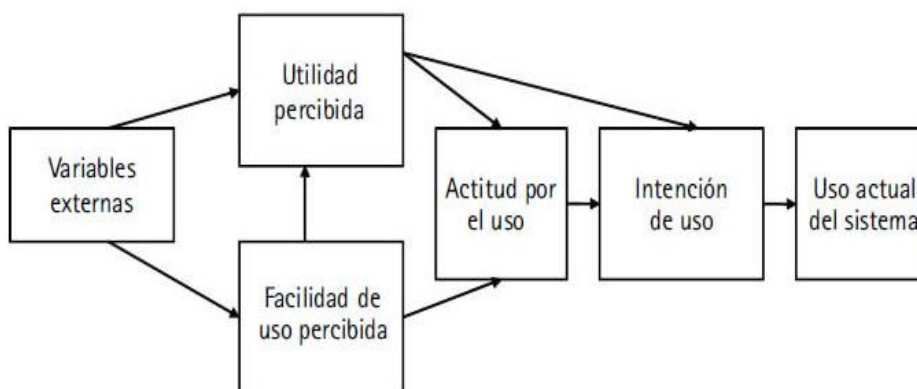 Utilidad
percibida
Variables
externas
Actitud por
el uso
Intención
de uso
Uso actual
del sistema
Facilidad de
uso percibida